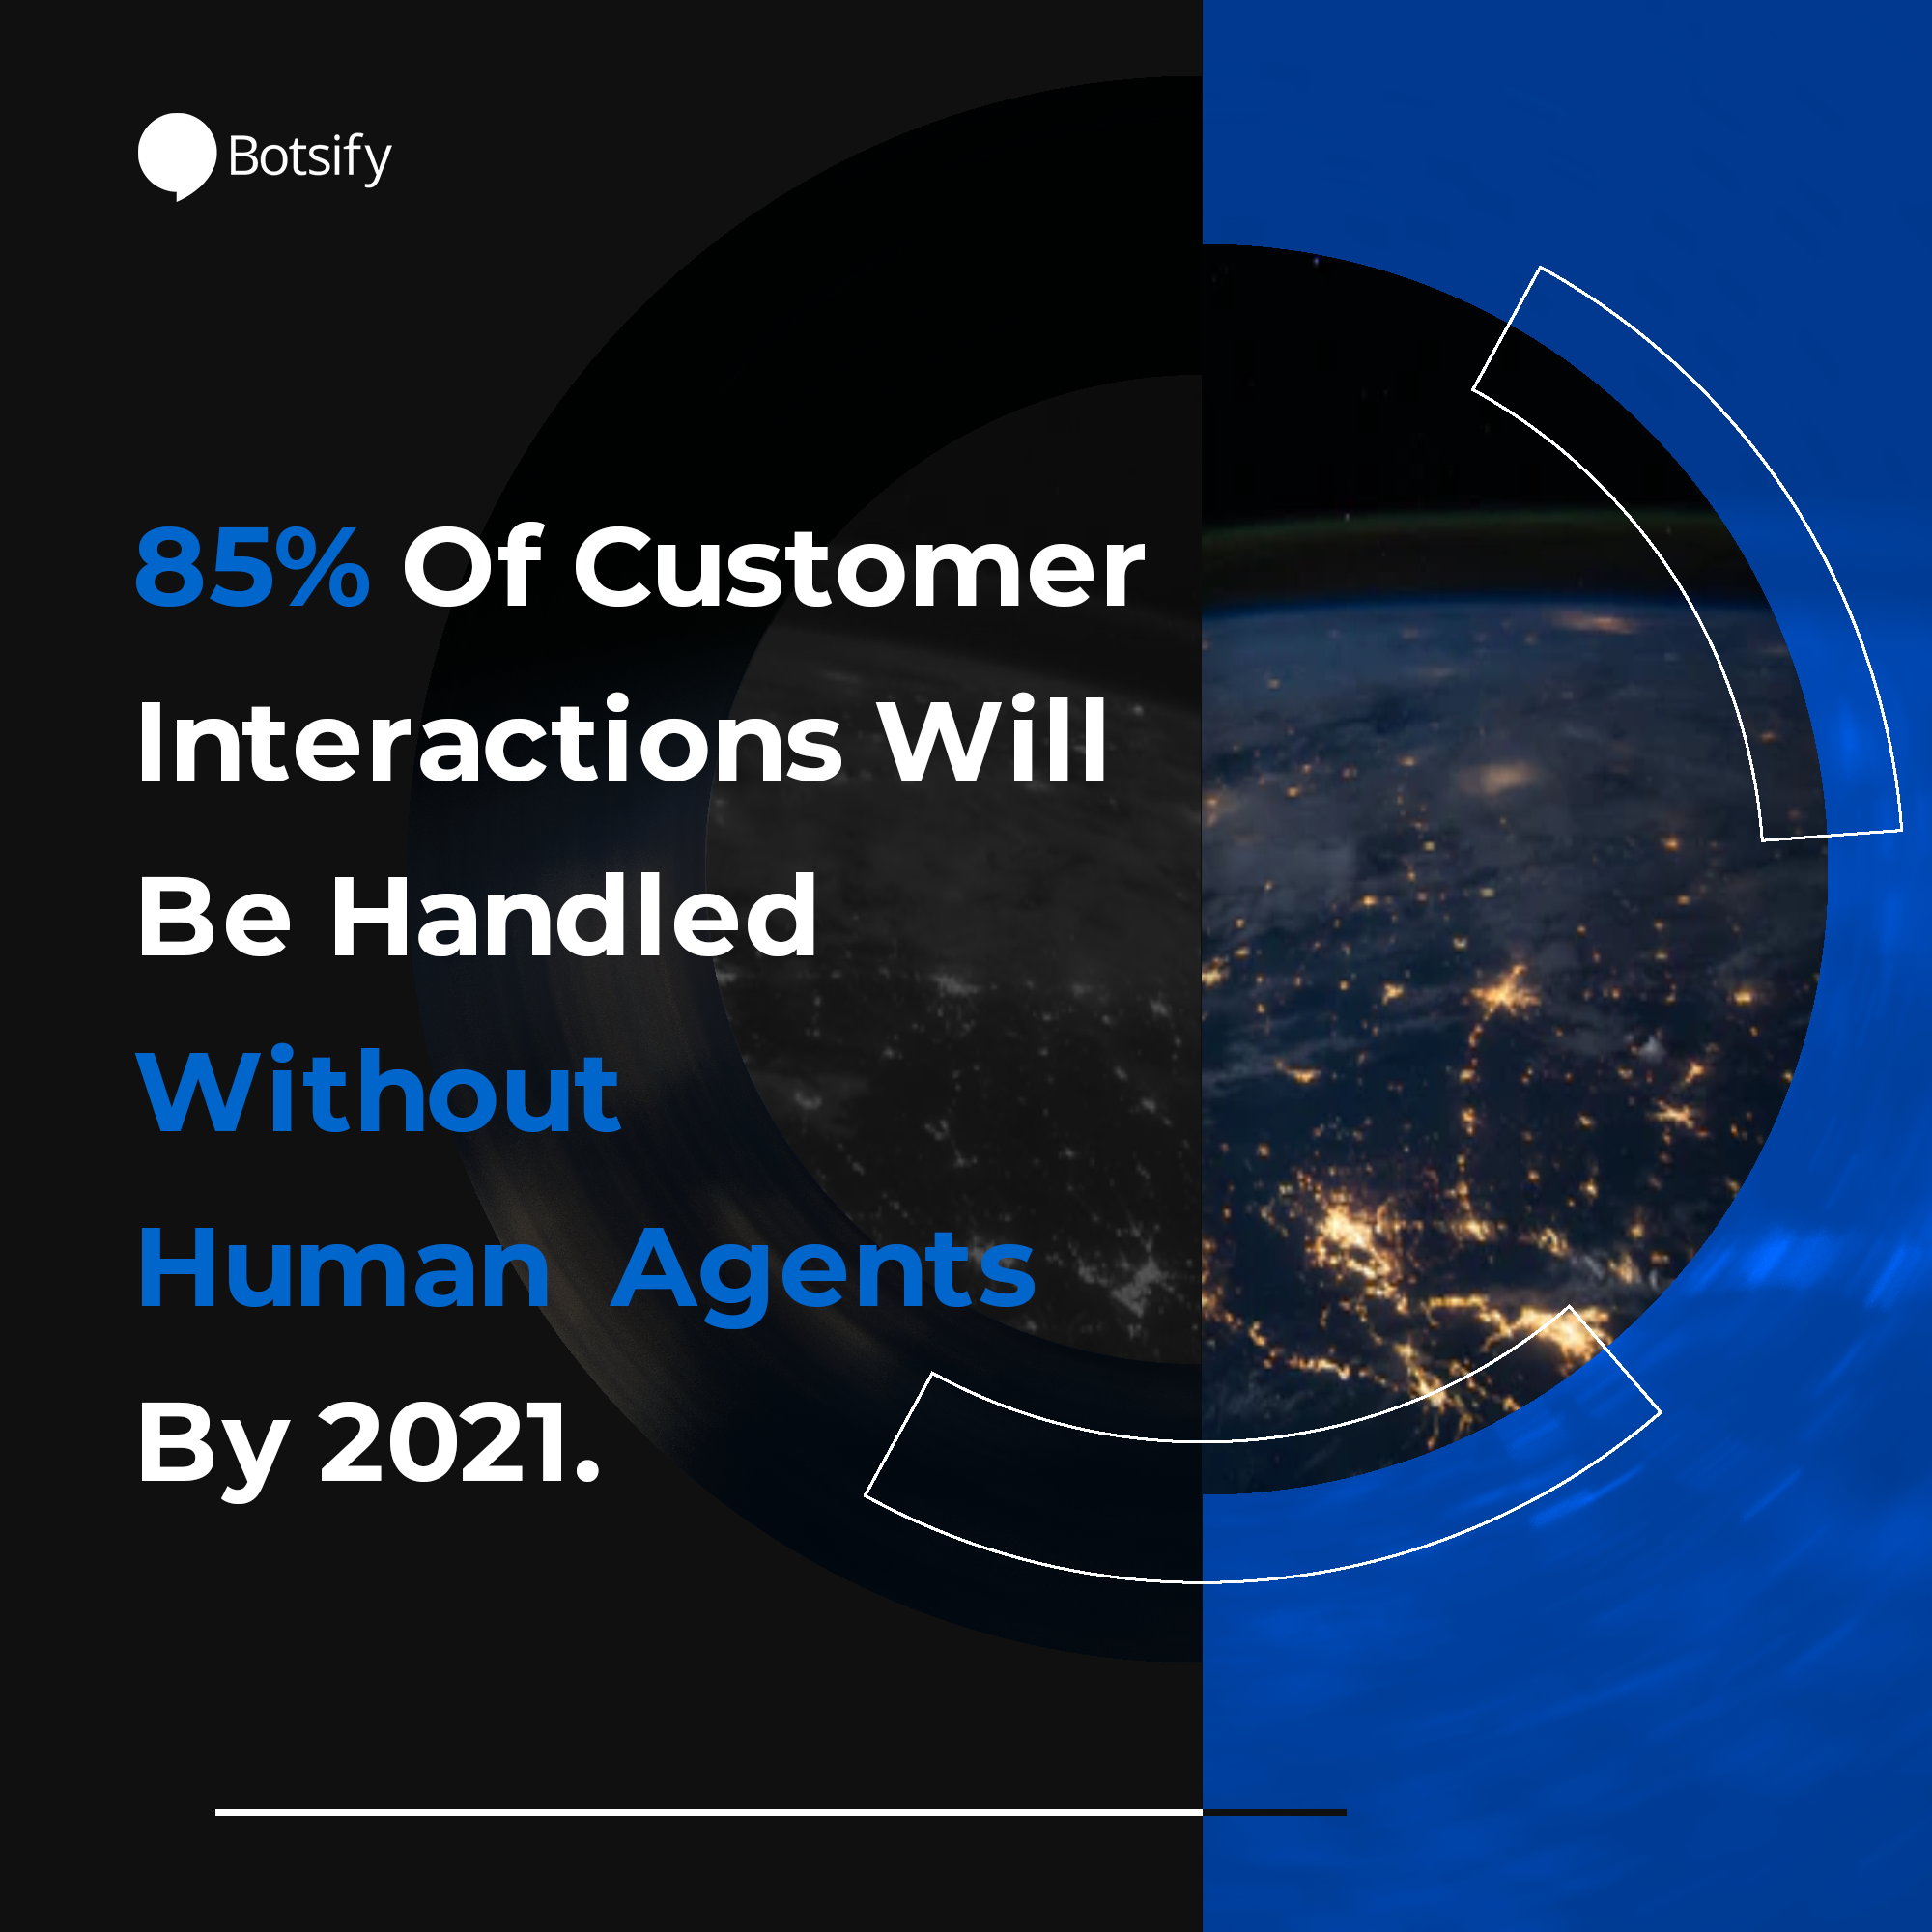 Botsify
85% Of Customer
Interactions Will
Be Handled
Without
Human Agents
By 2021.